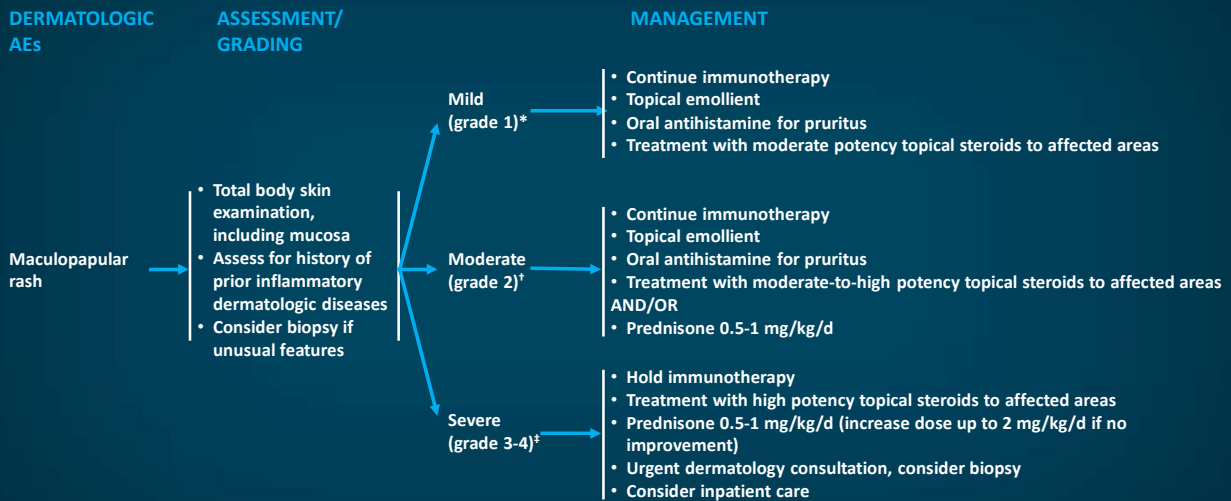 DERMATOLOGIC
AEs
ASSESSMENT/
GRADING
MANAGEMENT
Maculopapular
rash
• Total body skin
examination,
including mucosa
• Assess for history of
prior inflammatory
dermatologic diseases
• Consider biopsy if
unusual features
Mild
(grade 1)*
• Continue immunotherapy
• Topical emollient
• Oral antihistamine for pruritus
• Treatment with moderate potency topical steroids to affected areas
Moderate
(grade 2)†
• Continue immunotherapy
• Topical emollient
• Oral antihistamine for pruritus
• Treatment with moderate-to-high potency topical steroids to affected areas
AND/OR
• Prednisone 0.5-1 mg/kg/d
Severe
(grade 3-4)‡
• Hold immunotherapy
• Treatment with high potency topical steroids to affected areas
• Prednisone 0.5-1 mg/kg/d (increase dose up to 2 mg/kg/d if no
improvement)
• Urgent dermatology consultation, consider biopsy
• Consider inpatient care